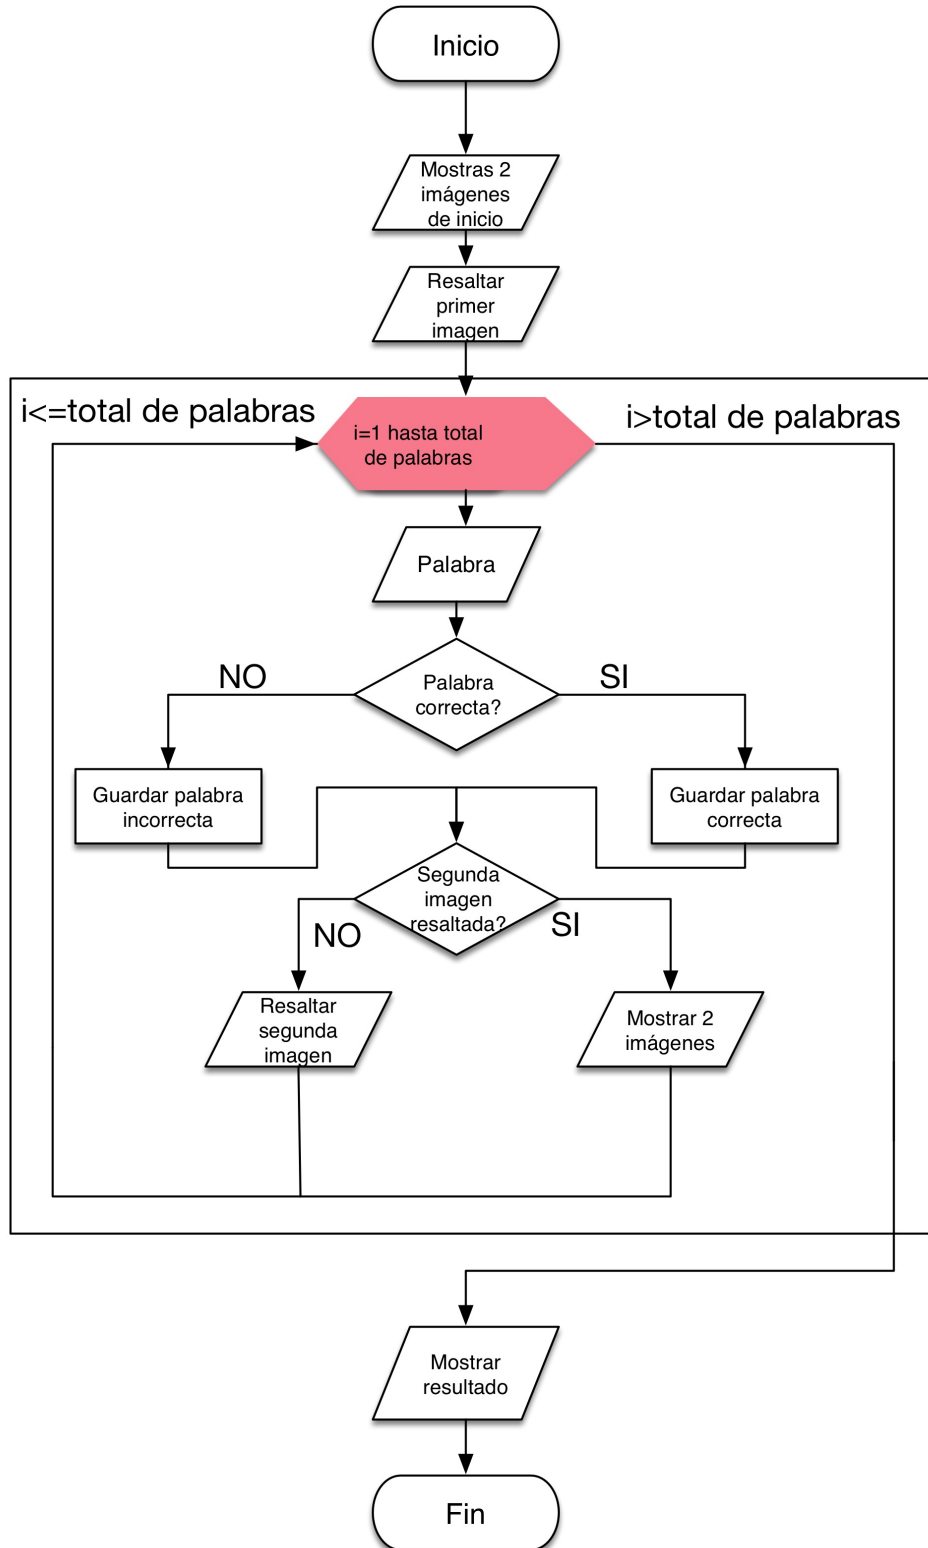 Inicio
Mostras 2
imágenes
de inicio
Resaltar
primer
imagen
i<=total de palabras
i>total de palabras
i=1 hasta total
de palabras
Palabra
NO
SI
Palabra
correcta?
Guardar palabra
incorrecta
Guardar palabra
correcta
Segunda
imagen
resaltada?
NO
SI
Resaltar
segunda
imagen
Mostrar 2
imágenes
Mostrar
resultado
Fin